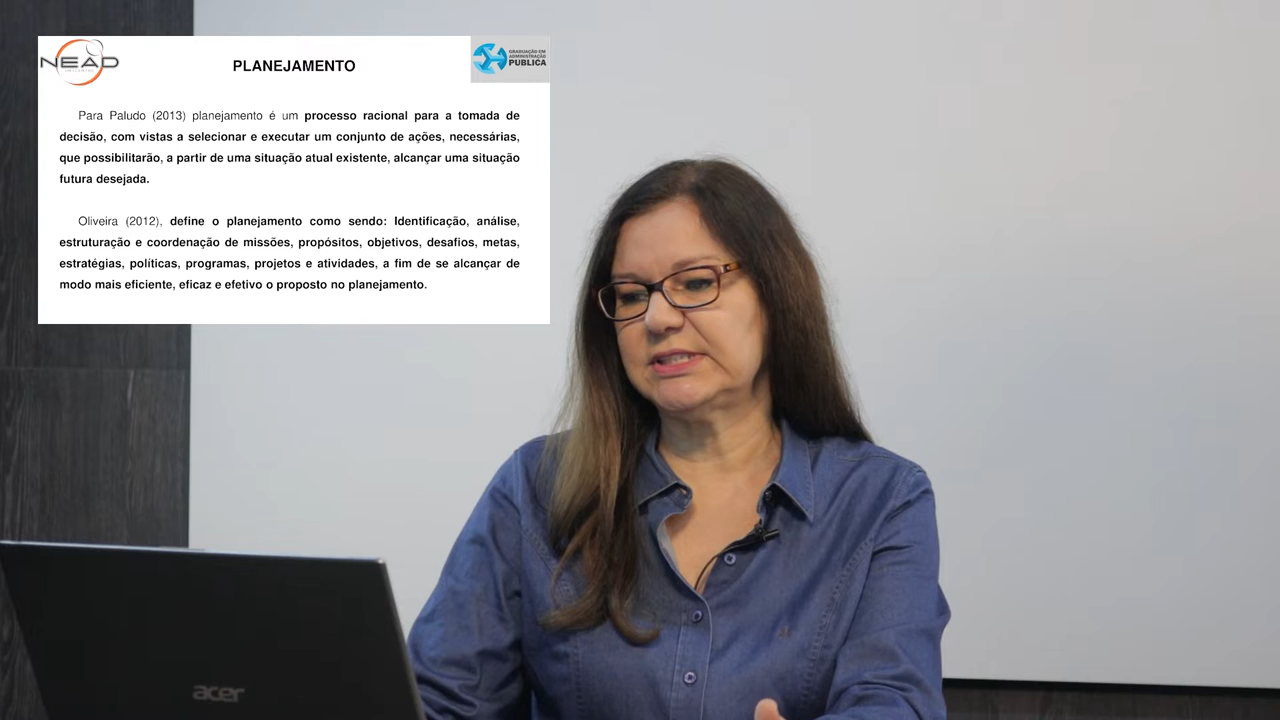 NEAD
PLANEJAMENTO
GRADUAÇÃO EM
ADMINISTRAÇÃO
PÚBLICA
Para Paludo (2013) planejamento é um processo racional para a tomada de
decisão, com vistas a selecionar e executar um conjunto de ações, necessárias,
que possibilitarão, a partir de uma situação atual existente, alcançar uma situação
futura desejada.
Oliveira (2012), define o planejamento como sendo: Identificação, análise,
estruturação e coordenação de missões, propósitos, objetivos, desafios, metas,
estratégias, políticas, programas, projetos e atividades, a fim de se alcançar de
modo mais eficiente, eficaz e efetivo o proposto no planejamento.
acer